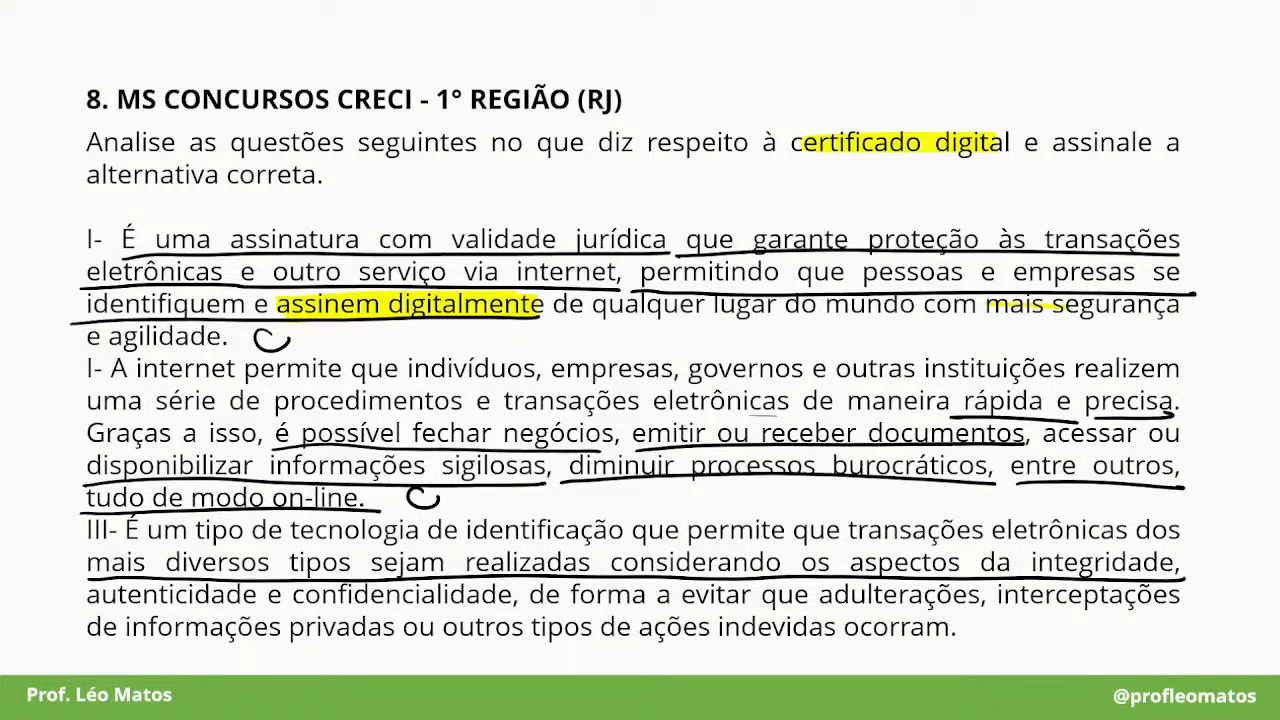 8. MS CONCURSOS CRECI - 1° REGIÃO (RJ)
Analise as questões seguintes no que diz respeito à certificado digital e assinale a
alternativa correta.
I- É uma assinatura com validade jurídica que garante proteção às transações
eletrônicas e outro serviço via internet, permitindo que pessoas e empresas se
identifiquem e assinem digitalmente de qualquer lugar do mundo com mais segurança
e agilidade. C
I- A internet permite que indivíduos, empresas, governos e outras instituições realizem
uma série de procedimentos e transações eletrônicas de maneira rápida e precisa.
Graças a isso, é possível fechar negócios, emitir ou receber documentos, acessar ou
disponibilizar informações sigilosas, diminuir processos burocráticos, entre outros,
tudo de modo on-line. C
III- É um tipo de tecnologia de identificação que permite que transações eletrônicas dos
mais diversos tipos sejam realizadas considerando os aspectos da integridade,
autenticidade e confidencialidade, de forma a evitar que adulterações, interceptações
de informações privadas ou outros tipos de ações indevidas ocorram.
Prof. Léo Matos
@profleomatos